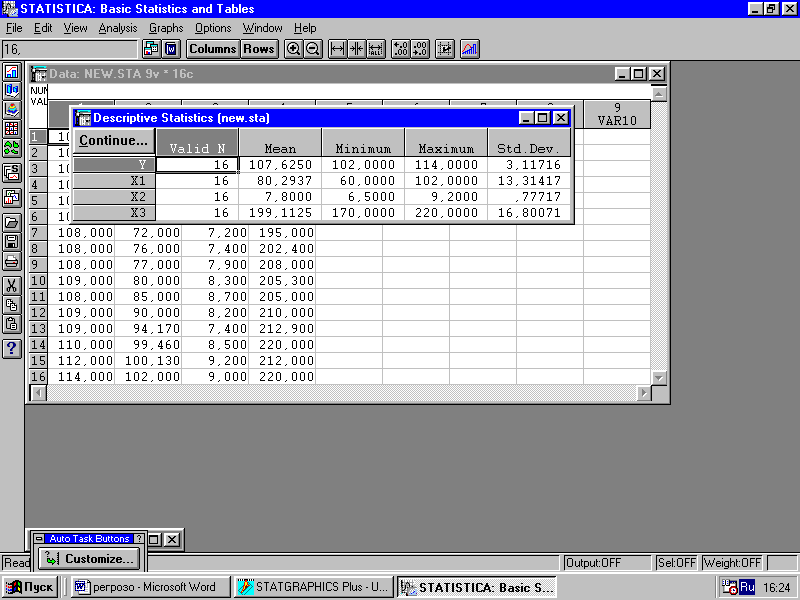 STATISTICA: Basic Statistics and Tables
File Edit View Analysis Graphs Options Window Help
16, Columns Rows
Data: NEW.STA 9v * 16c
NUM
VAL
9
VAR10
Descriptive Statistics (new.sta)
Continue... Valid N Mean Minimum Maximum Std.Dev.
Y 16 107,6250 102,0000 114,0000 3,11716
X1 16 80,2937 60,0000 102,0000 13,31417
X2 16 7,8000 6,5000 9,2000 ,77717
X3 16 199,1125 170,0000 220,0000 16,80071
1 10
2 10
3 10
4 10
5 10
6 10
7 108,000 72,000 7,200 195,000
8 108,000 76,000 7,400 202,400
9 108,000 77,000 7,900 208,000
10 109,000 80,000 8,300 205,300
11 108,000 85,000 8,700 205,000
12 109,000 90,000 8,200 210,000
13 109,000 94,170 7,400 212,900
14 110,000 99,460 8,500 220,000
15 112,000 100,130 9,200 212,000
16 114,000 102,000 9,000 220,000
Auto Task Buttons ?
Customize...
Read Output:OFF Sel:OFF Weight:OFF
Пуск регрозо - Microsoft Word STATGRAPHICS Plus - U... STATISTICA: Basic S... Ru 16:24